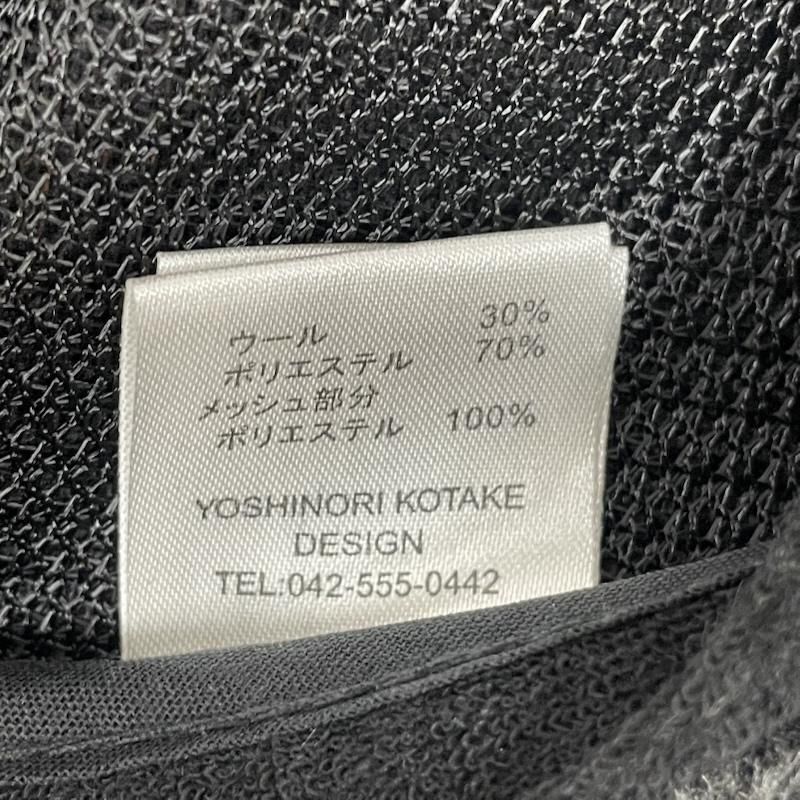 ウール 30%
ポリエステル 70%
メッシュ部分
ポリエステル 100%
YOSHINORI KOTAKE
DESIGN
TEL:042-555-0442